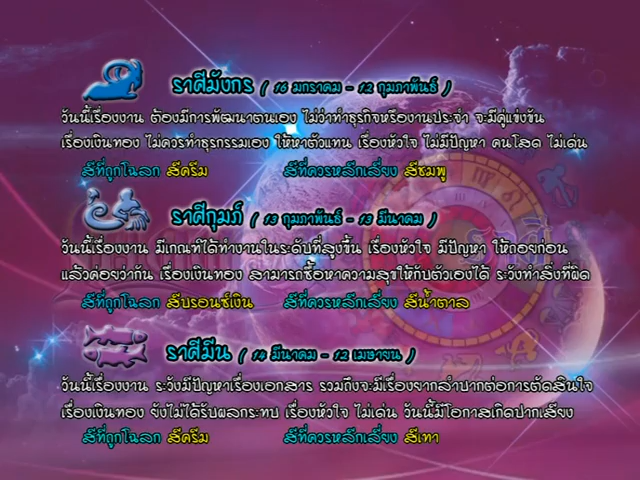 ราศีมังกร ( 16 มกราคม - 12 กุมภาพันธ์ )
วันนี้เรื่องงาน ต้องมีการพัฒนาตนเอง ไม่ว่าทำธุรกิจหรืองานประจำ จะมีคู่แข่งขัน
เรื่องเงินทอง ไม่ควรทำธุรกรรมเอง ให้หาตัวแทน เรื่องหัวใจ ไม่มีปัญหา คนโสด ไม่เด่น
สีที่ถูกโฉลก สีครีม สีที่ควรหลีกเลี่ยง สีชมพู
ราศีกุมภ์ ( 13 กุมภาพันธ์ - 13 มีนาคม )
วันนี้เรื่องงาน มีเกณฑ์ได้ทำงานในระดับที่สูงขึ้น เรื่องหัวใจ มีปัญหา ให้ถอยก่อน
แล้วค่อยว่ากัน เรื่องเงินทอง สามารถซื้อหาความสุขให้กับตัวเองได้ ระวังทำสิ่งที่ผิด
สีที่ถูกโฉลก สีบรอนซ์เงิน สีที่ควรหลีกเลี่ยง สีน้ำตาล
ราศีมีน ( 14 มีนาคม - 12 เมษายน )
วันนี้เรื่องงาน ระวังมีปัญหาเรื่องเอกสาร รวมถึงจะมีเรื่องยากลำบากต่อการตัดสินใจ
เรื่องเงินทอง ยังไม่ได้รับผลกระทบ เรื่องหัวใจ ไม่เด่น วันนี้มีโอกาสเกิดปากเสียง
สีที่ถูกโฉลก สีครีม สีที่ควรหลีกเลี่ยง สีเทา